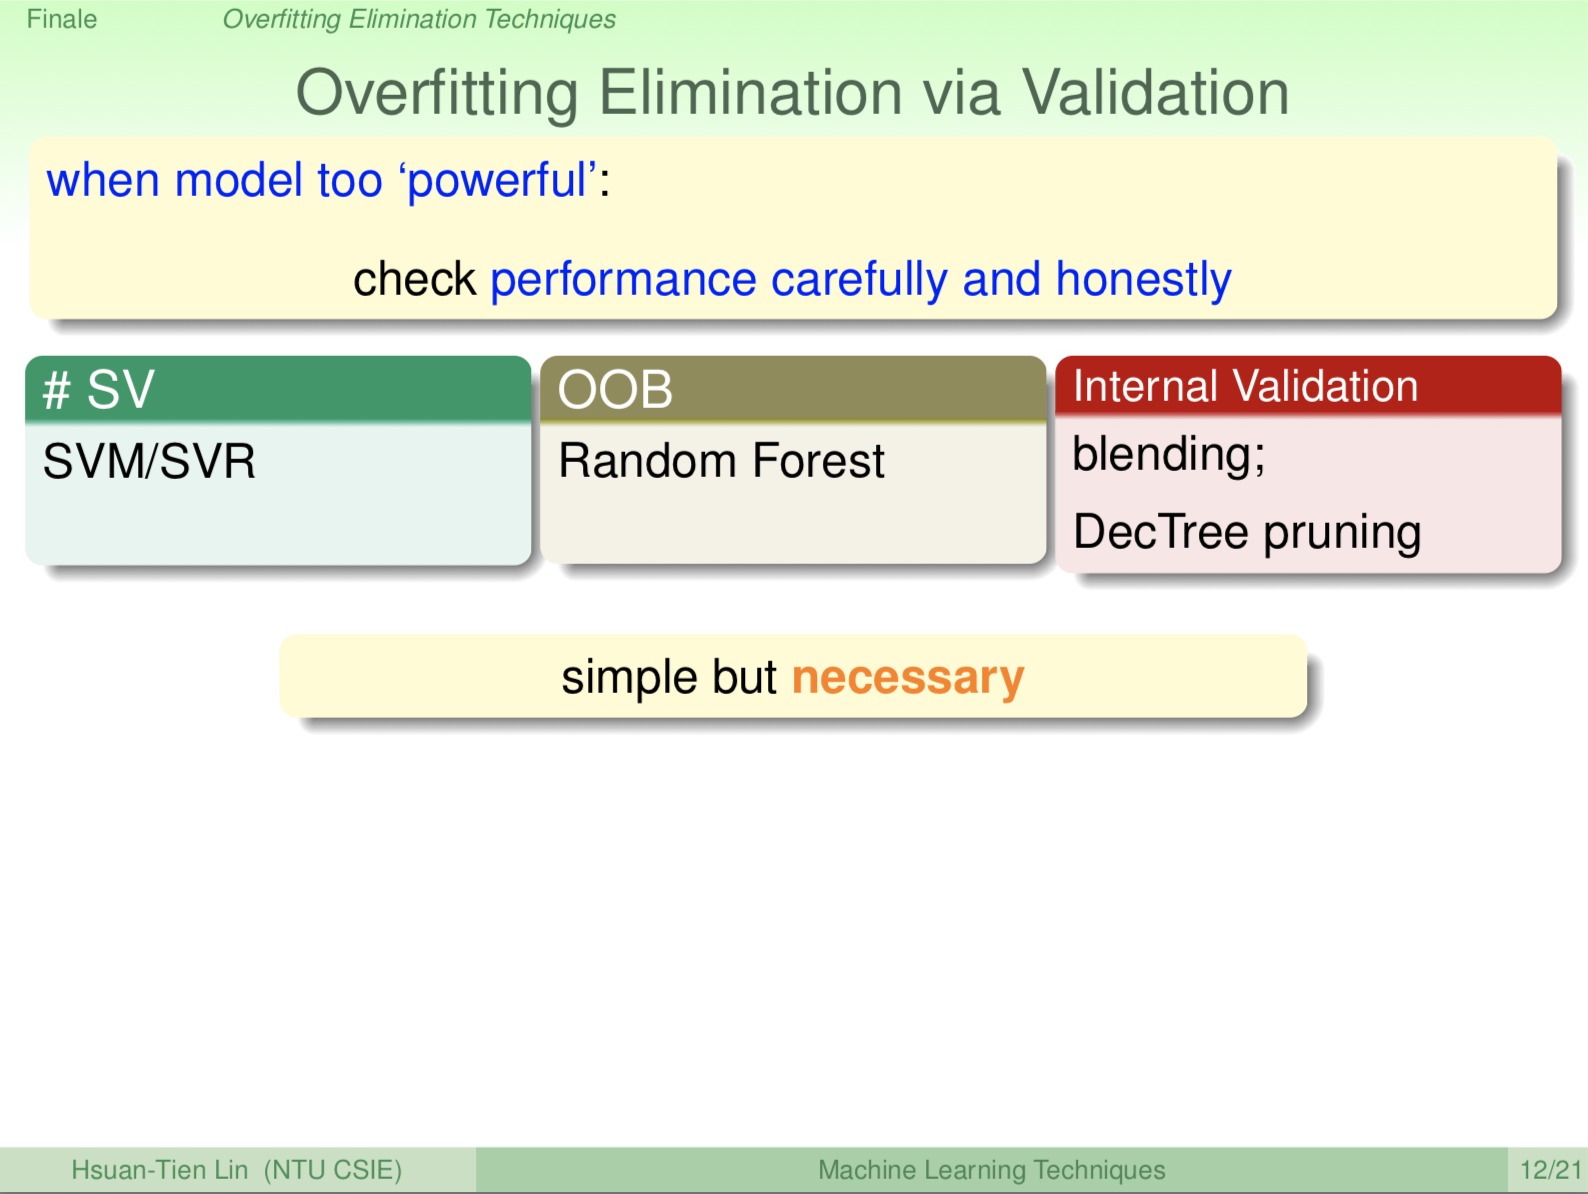 Finale Overfitting Elimination Techniques
Overfitting Elimination via Validation
when model too ‘powerful’:
check performance carefully and honestly
# SV
SVM/SVR
OOB
Random Forest
Internal Validation
blending;
DecTree pruning
simple but necessary
Hsuan-Tien Lin (NTU CSIE)
Machine Learning Techniques
12/21